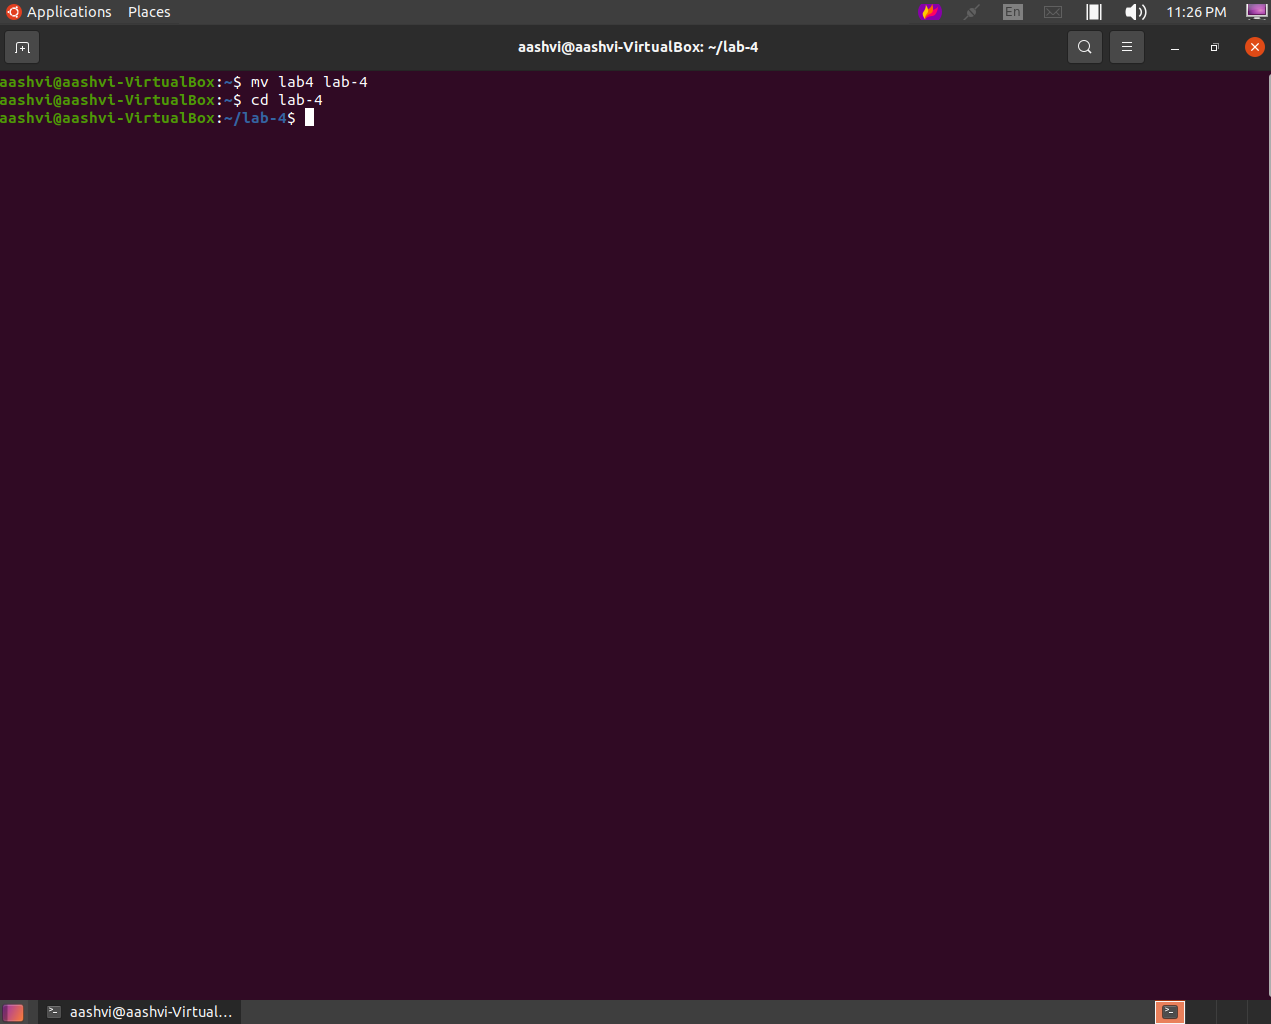 Applications Places En 11:26 PM
aashvi@aashvi-VirtualBox: ~/lab-4
aashvi@aashvi-VirtualBox:~$ mv lab4 lab-4
aashvi@aashvi-VirtualBox:~$ cd lab-4
aashvi@aashvi-VirtualBox:~/lab-4$
aashvi@aashvi-Virtual...